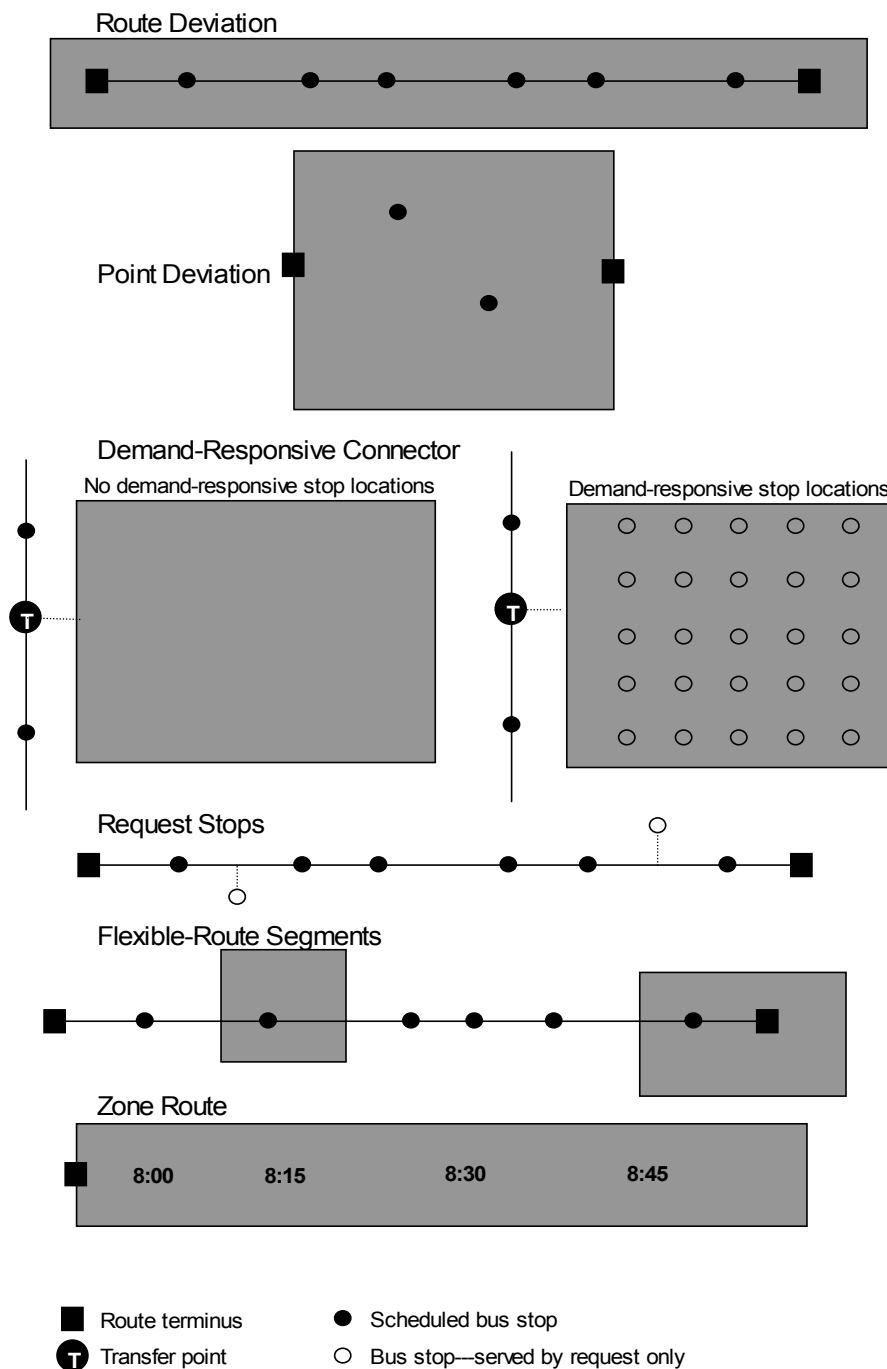 Route Deviation
Point Deviation
Demand-Responsive Connector
No demand-responsive stop locations
Demand-responsive stop locations
T
T
Request Stops
Flexible-Route Segments
Zone Route
8:00 8:15 8:30 8:45
Route terminus Scheduled bus stop
T Transfer point Bus stop---served by request only